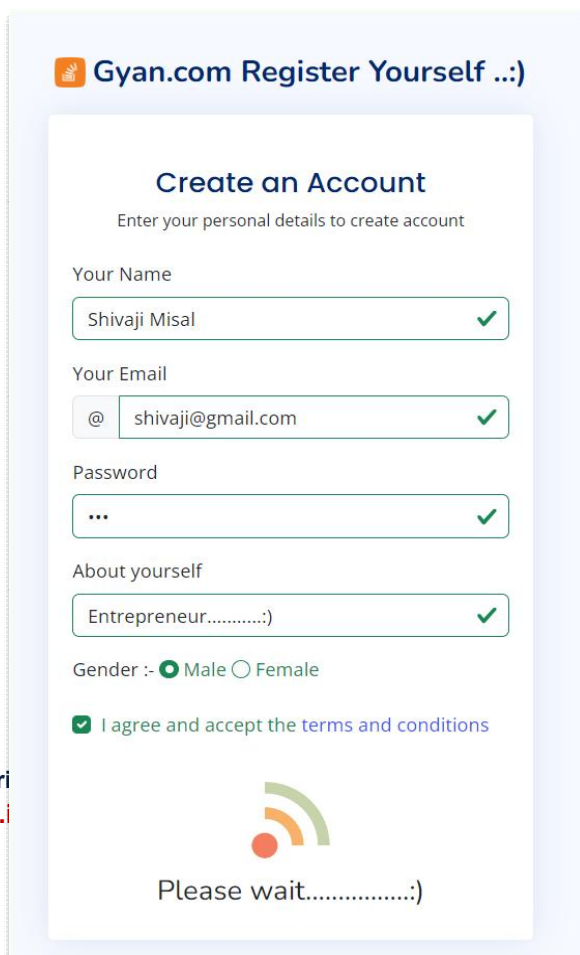 Gyan.com Register Yourself ..:)
Create an Account
Enter your personal details to create account
Your Name
Shivaji Misal
Your Email
@ shivaji@gmail.com
Password
•••
About yourself
Entrepreneur...........:)
Gender :- Male Female
I agree and accept the terms and conditions
ri
.i
Please wait................:)